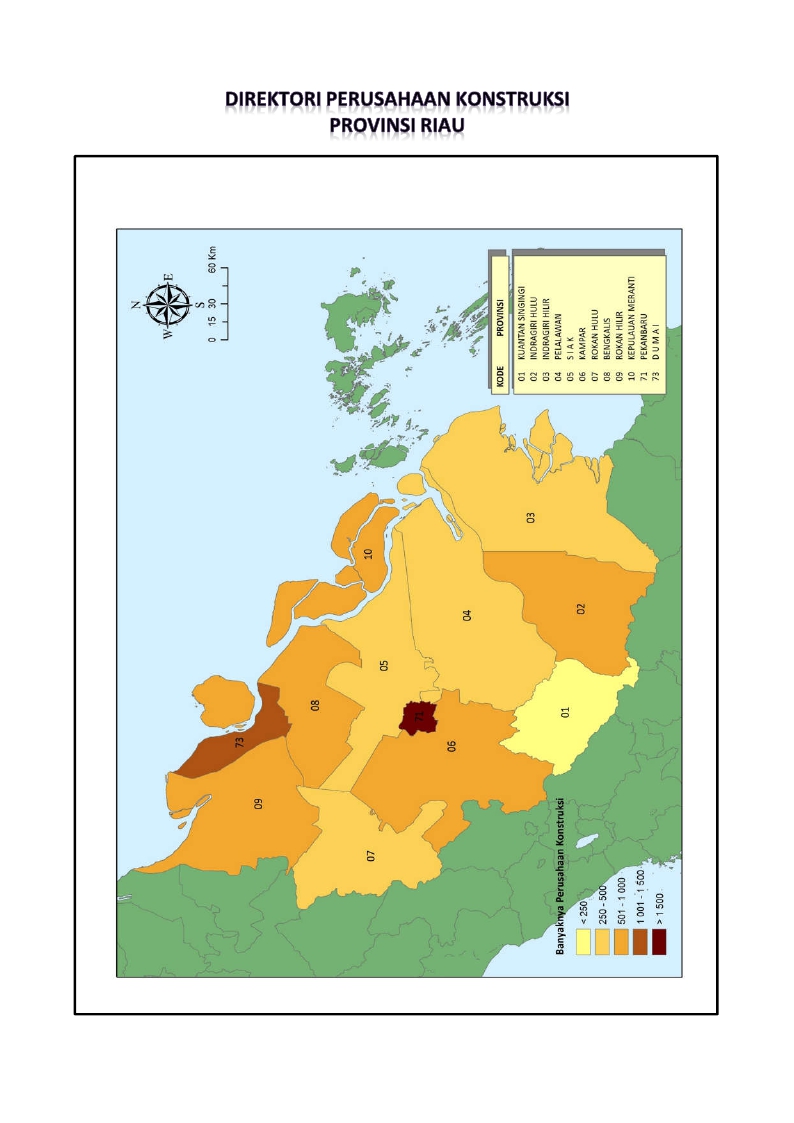 DIREKTORI PERUSAHAAN KONSTRUKSI
PROVINSI RIAU
N
W E
S
0 15 30 60 Km
KODE PROVINSI
01 KUANTAN SINGINGI
02 INDRAGIRI HULU
03 INDRAGIRI HILIR
04 PELALAWAN
05 S I A K
06 KAMPAR
07 ROKAN HULU
08 BENGKALIS
09 ROKAN HILIR
10 KEPULAUAN MERANTI
71 PEKANBARU
73 D U M A I
10
03
02
04
05
08
73
71
01
06
09
07
Banyaknya Perusahaan Konstruksi
< 250
250 - 500
501 - 1 000
1 001 - 1 500
> 1 500